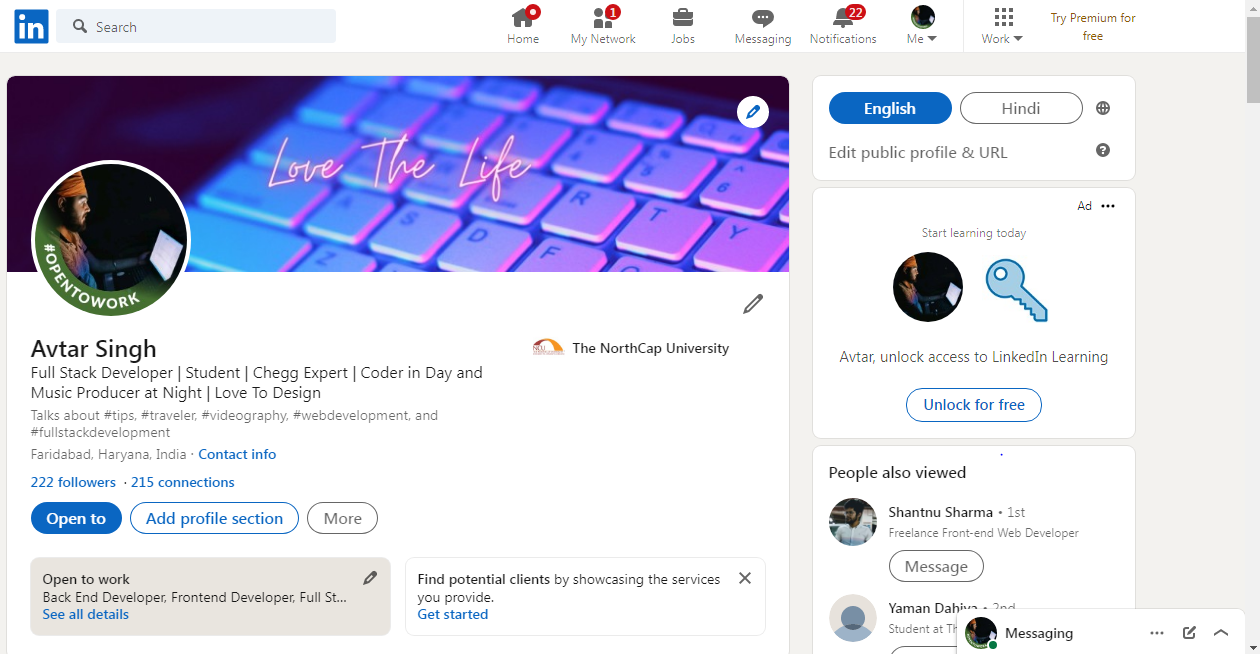 in
Search
Home
1
My Network
Jobs
Messaging
22
Notifications
Me
Work
Try Premium for
free
Love The Life
A S D F R T Y 6
#OPENTOWORK
Avtar Singh
The NorthCap University
Full Stack Developer | Student | Chegg Expert | Coder in Day and
Music Producer at Night | Love To Design
Talks about #tips, #traveler, #videography, #webdevelopment, and
#fullstackdevelopment
Faridabad, Haryana, India · Contact info
222 followers · 215 connections
Open to
Add profile section
More
Open to work
Back End Developer, Frontend Developer, Full St...
See all details
Find potential clients by showcasing the services
you provide.
Get started
English
Hindi
Edit public profile & URL
Ad
Start learning today
Avtar, unlock access to LinkedIn Learning
Unlock for free
People also viewed
Shantnu Sharma • 1st
Freelance Front-end Web Developer
Message
Yaman Dahiya • 2nd
Student at Th
Messaging